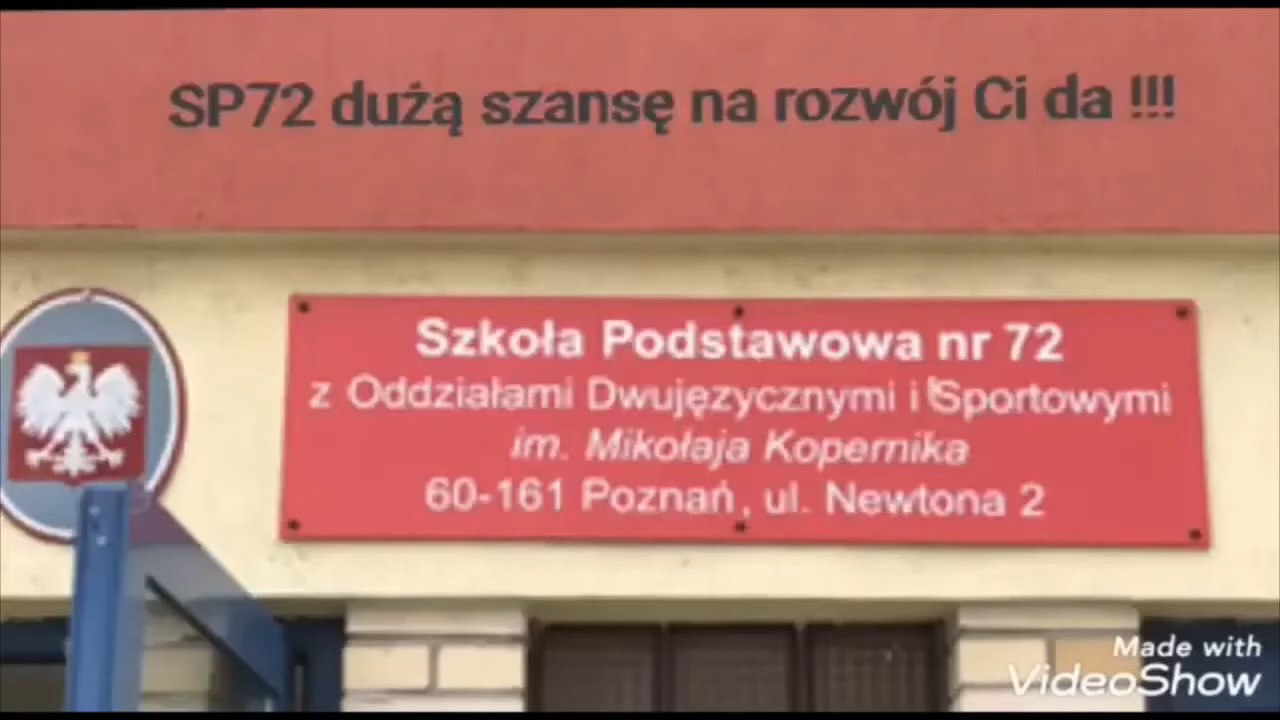 SP72 dużą szansę na rozwój Ci da !!!
Szkoła Podstawowa nr 72
z Oddziałami Dwujęzycznymi i Sportowymi
im. Mikołaja Kopernika
60-161 Poznań, ul. Newtona 2
Made with
VideoShow